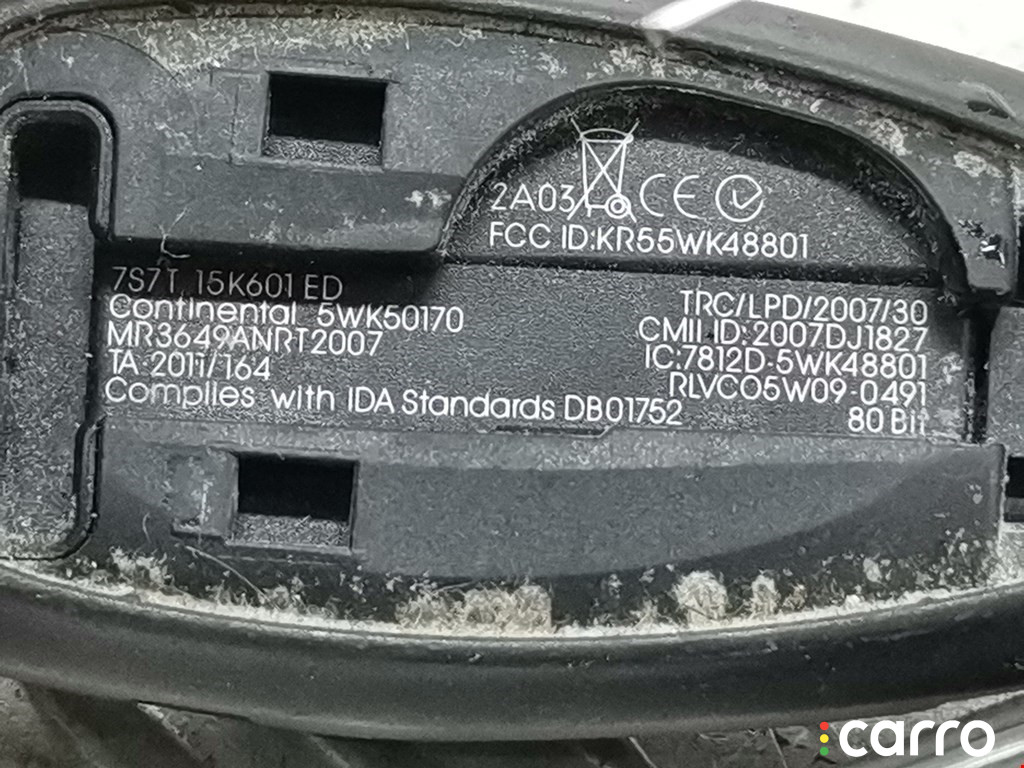 2A03
CE
FCC ID:KR55WK48801
7S7T 15K601 ED
Continental 5WK50170
MR3649ANRT2007
TA-2011/164
Complies with IDA Standards DB01752
TRC/LPD/2007/30
CMII ID:2007DJ1827
IC:7812D-5WK48801
RLVCO5W09-0491
80 Bit
carro